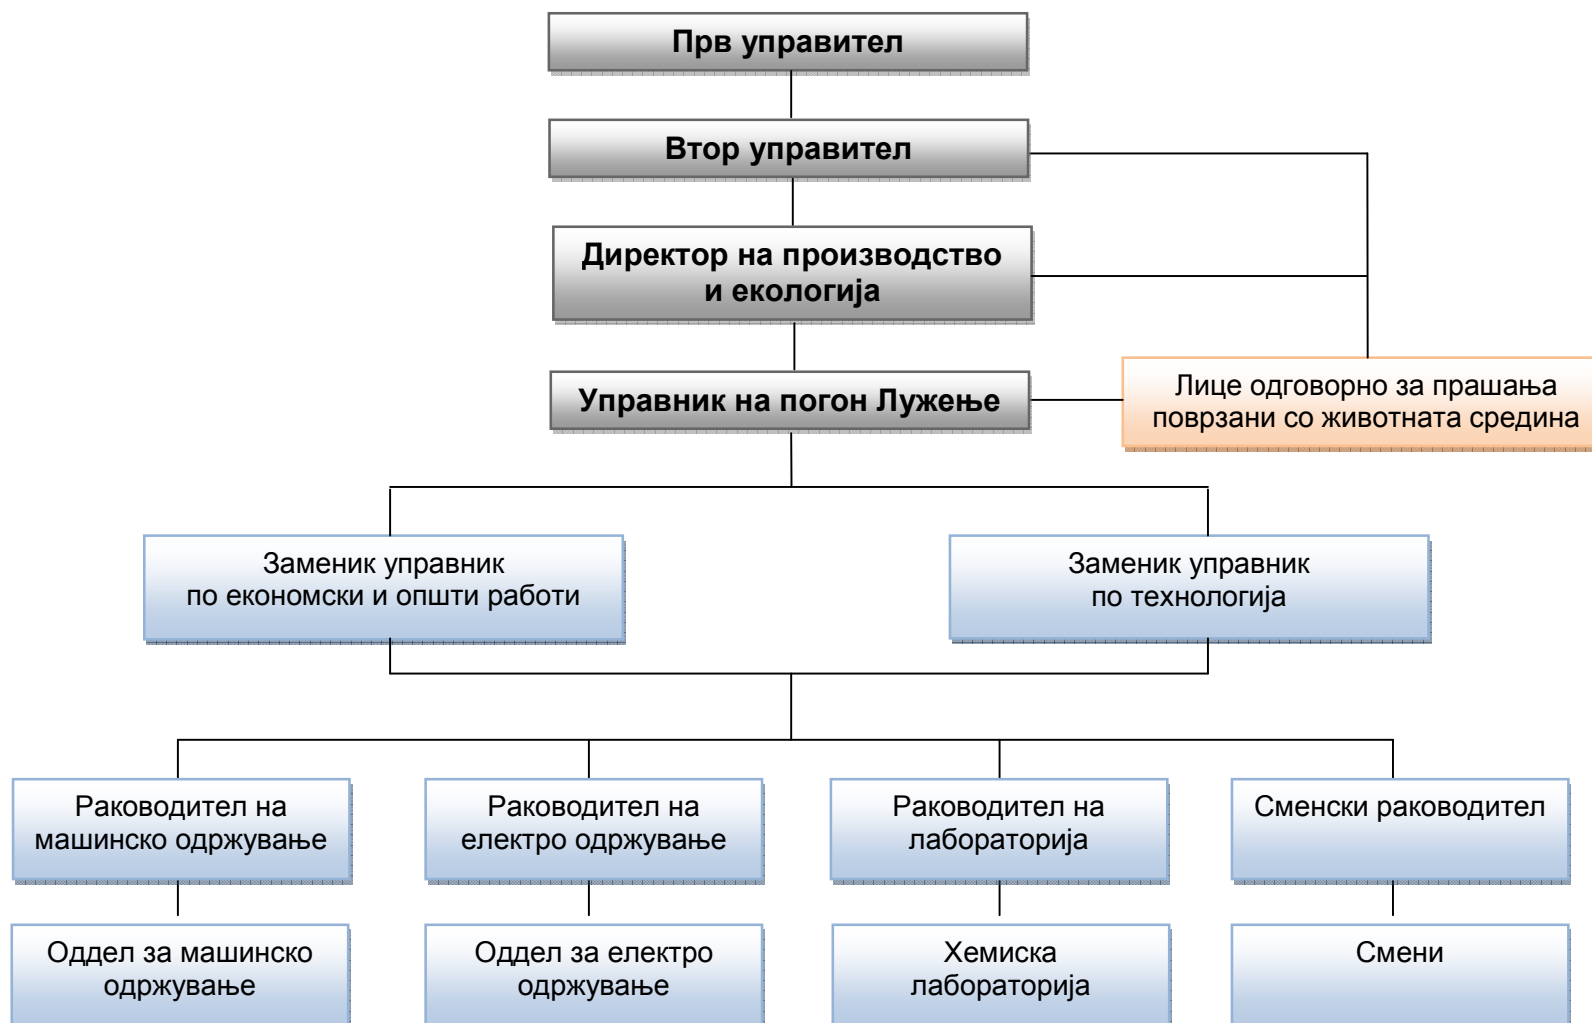 Прв управител
Втор управител
Директор на производство
и екологија
Управник на погон Лужење
Лице одговорно за прашања
поврзани со животната средина
Заменик управник
по економски и општи работи
Заменик управник
по технологија
Раководител на
машинско одржување
Раководител на
електро одржување
Раководител на
лабораторија
Сменски раководител
Оддел за машинско
одржување
Оддел за електро
одржување
Хемиска
лабораторија
Смени